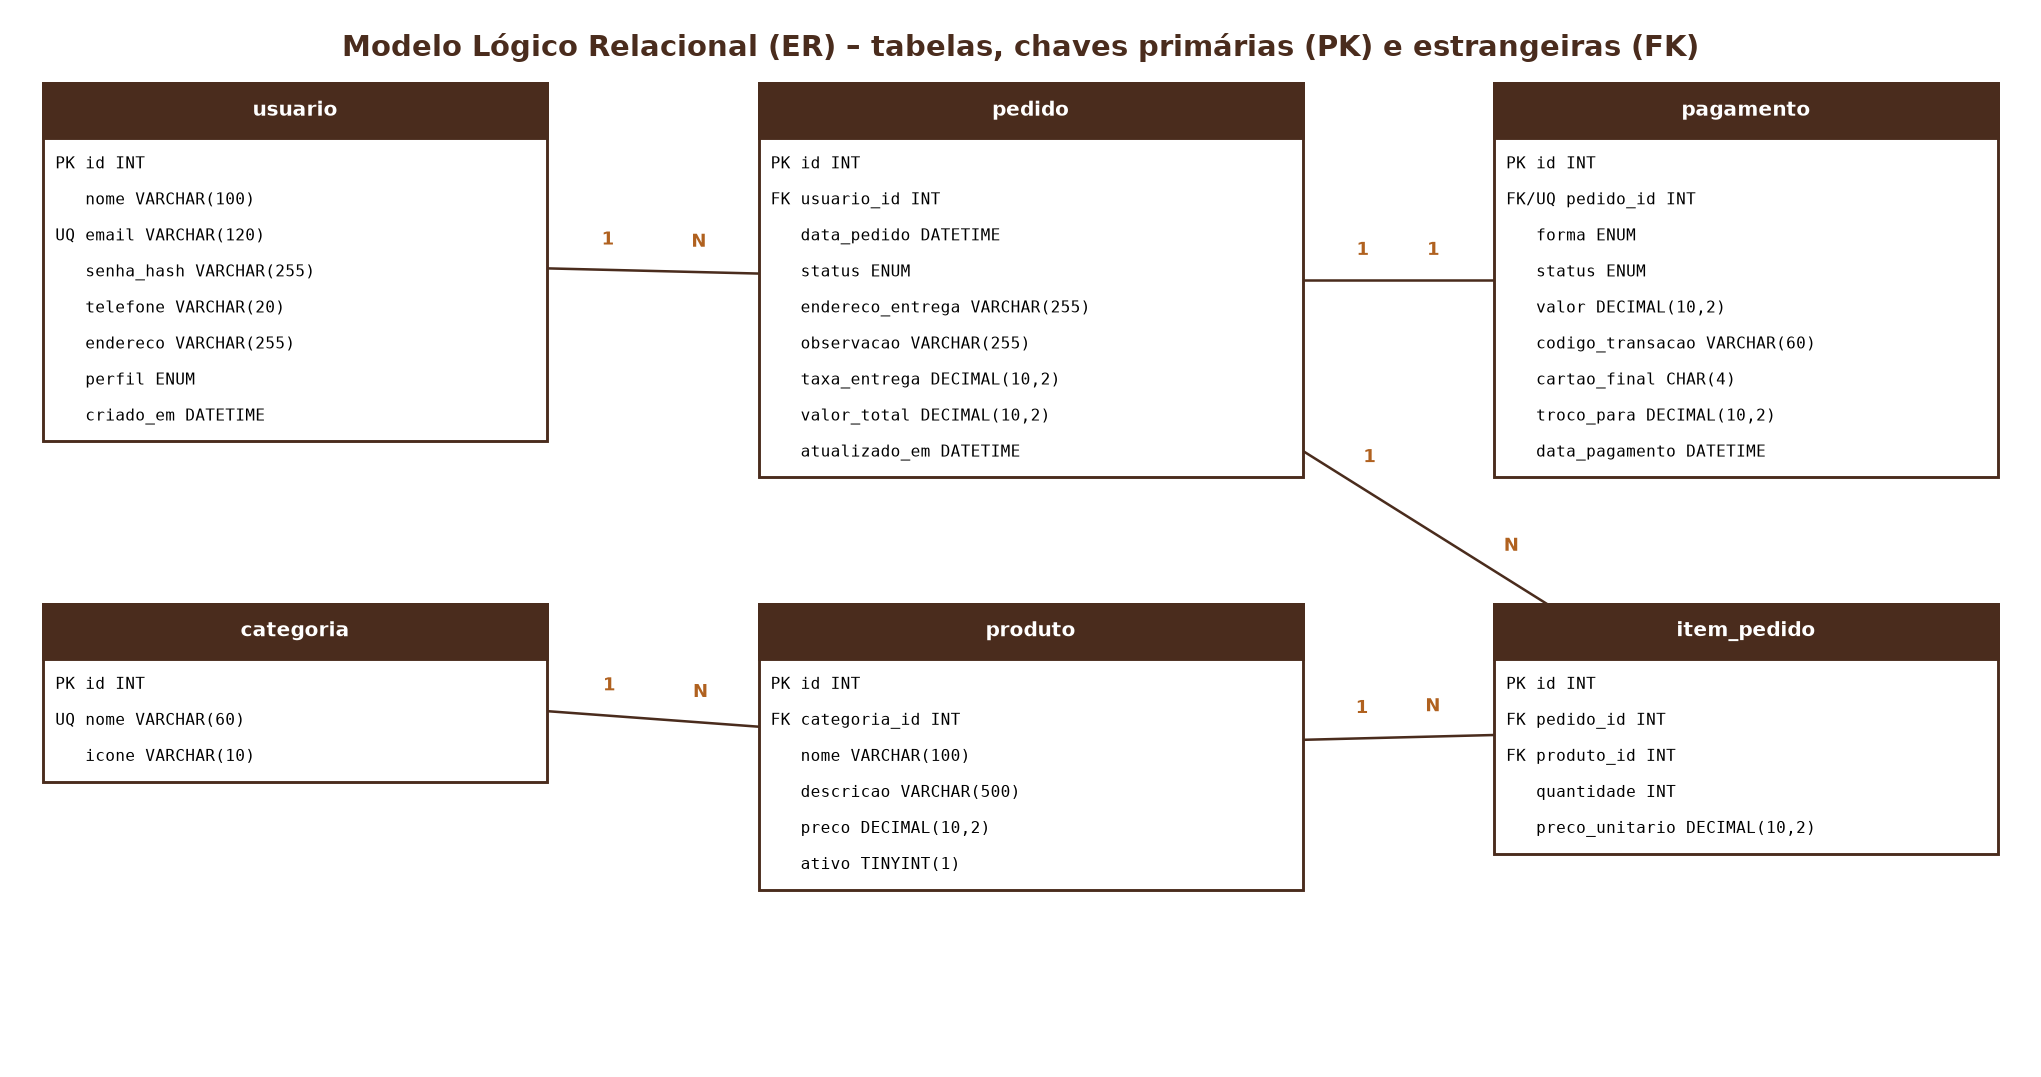 Modelo Lógico Relacional (ER) – tabelas, chaves primárias (PK) e estrangeiras (FK)
usuario
PK id INT
nome VARCHAR(100)
UQ email VARCHAR(120)
senha_hash VARCHAR(255)
telefone VARCHAR(20)
endereco VARCHAR(255)
perfil ENUM
criado_em DATETIME
1 N
pedido
PK id INT
FK usuario_id INT
data_pedido DATETIME
status ENUM
endereco_entrega VARCHAR(255)
observacao VARCHAR(255)
taxa_entrega DECIMAL(10,2)
valor_total DECIMAL(10,2)
atualizado_em DATETIME
1 1
pagamento
PK id INT
FK/UQ pedido_id INT
forma ENUM
status ENUM
valor DECIMAL(10,2)
codigo_transacao VARCHAR(60)
cartao_final CHAR(4)
troco_para DECIMAL(10,2)
data_pagamento DATETIME
1
N
categoria
PK id INT
UQ nome VARCHAR(60)
icone VARCHAR(10)
1 N
produto
PK id INT
FK categoria_id INT
nome VARCHAR(100)
descricao VARCHAR(500)
preco DECIMAL(10,2)
ativo TINYINT(1)
1 N
item_pedido
PK id INT
FK pedido_id INT
FK produto_id INT
quantidade INT
preco_unitario DECIMAL(10,2)